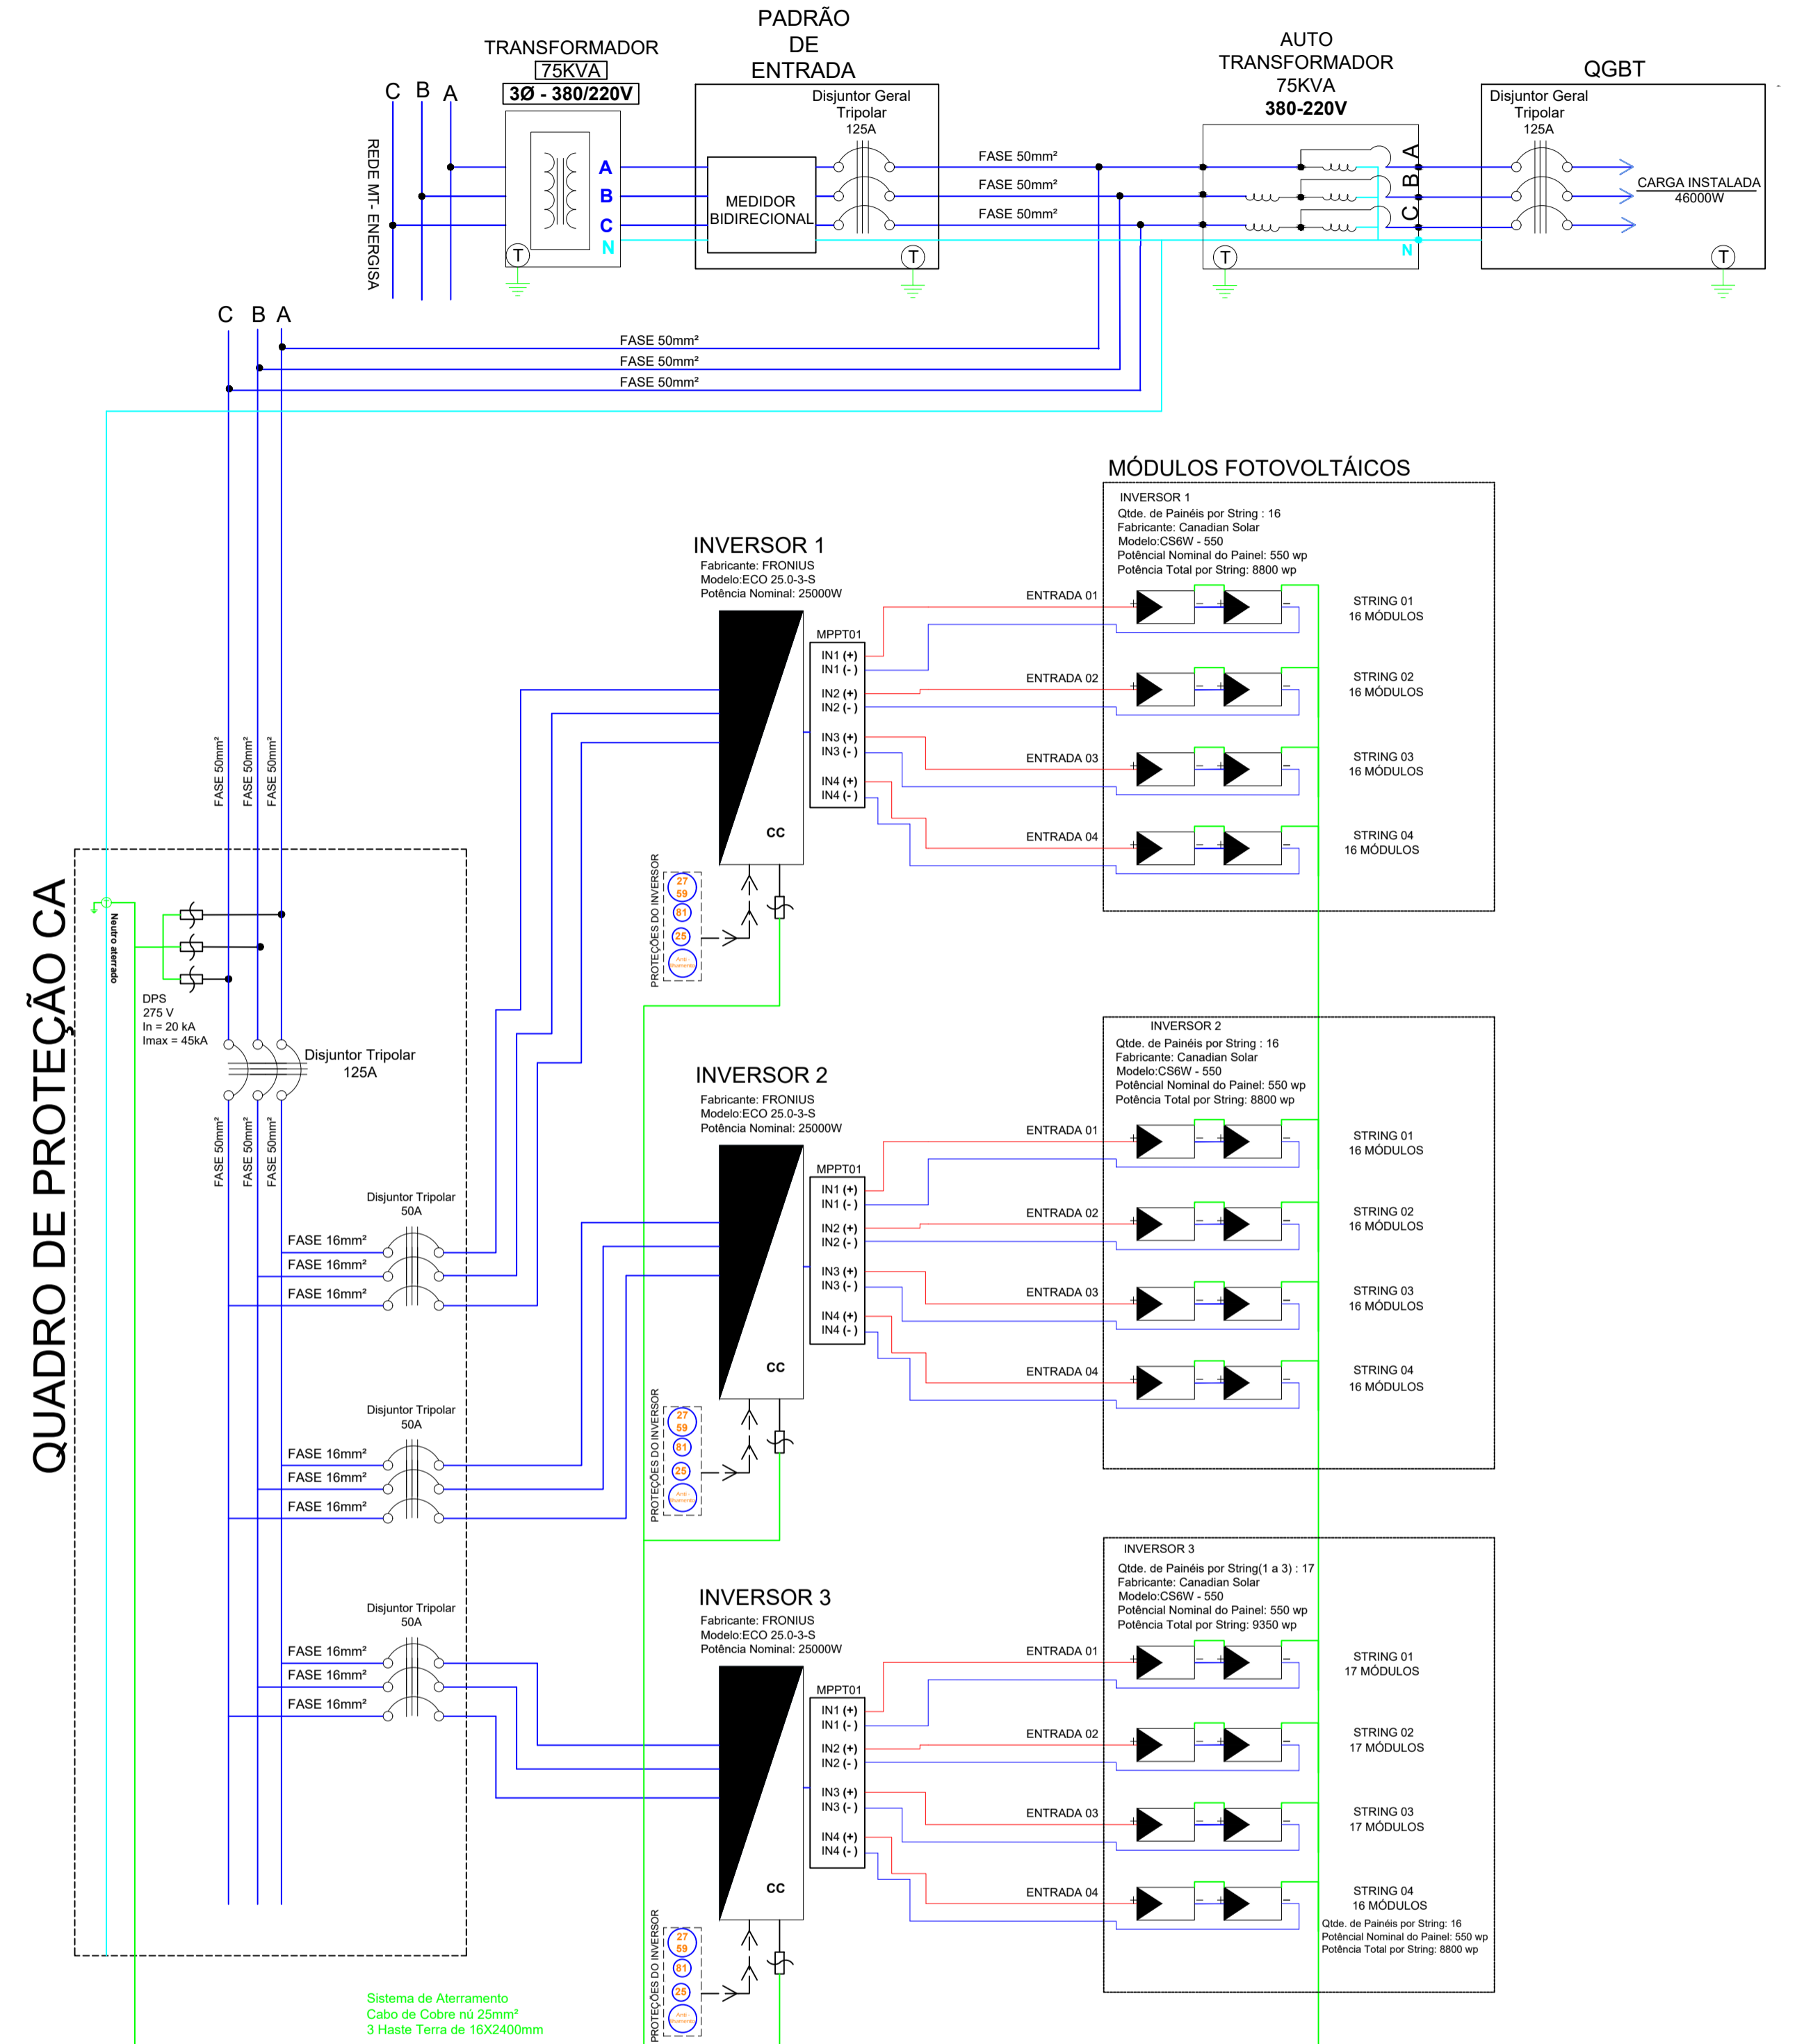 PADRÃO
DE
ENTRADA
TRANSFORMADOR
75KVA
3Ø - 380/220V
AUTO
TRANSFORMADOR
75KVA
380-220V
QGBT
C B A
REDE MT- ENERGISA
A
B
C
N
T
MEDIDOR
BIDIRECIONAL
Disjuntor Geral
Tripolar
125A
T
FASE 50mm²
FASE 50mm²
FASE 50mm²
A
B
C
N
T
Disjuntor Geral
Tripolar
125A
CARGA INSTALADA
46000W
T
C B A
FASE 50mm²
FASE 50mm²
FASE 50mm²
FASE 50mm²
FASE 50mm²
FASE 50mm²
QUADRO DE PROTEÇÃO CA
T
Neutro aterrado
DPS
275 V
In = 20 kA
Imax = 45kA
Disjuntor Tripolar
125A
FASE 50mm²
FASE 50mm²
FASE 50mm²
Disjuntor Tripolar
50A
FASE 16mm²
FASE 16mm²
FASE 16mm²
Disjuntor Tripolar
50A
FASE 16mm²
FASE 16mm²
FASE 16mm²
Disjuntor Tripolar
50A
FASE 16mm²
FASE 16mm²
FASE 16mm²
Sistema de Aterramento
Cabo de Cobre nú 25mm²
3 Haste Terra de 16X2400mm
MÓDULOS FOTOVOLTÁICOS
INVERSOR 1
Fabricante: FRONIUS
Modelo:ECO 25.0-3-S
Potência Nominal: 25000W
CC
MPPT01
IN1 (+)
IN1 (-)
IN2 (+)
IN2 (-)
IN3 (+)
IN3 (-)
IN4 (+)
IN4 (-)
PROTEÇÕES DO INVERSOR
27
59
81
25
ENTRADA 01
ENTRADA 02
ENTRADA 03
ENTRADA 04
INVERSOR 1
Qtde. de Painéis por String : 16
Fabricante: Canadian Solar
Modelo:CS6W - 550
Potêncial Nominal do Painel: 550 wp
Potência Total por String: 8800 wp
+ - + -
STRING 01
16 MÓDULOS
+ - + -
STRING 02
16 MÓDULOS
+ - + -
STRING 03
16 MÓDULOS
+ - + -
STRING 04
16 MÓDULOS
INVERSOR 2
Fabricante: FRONIUS
Modelo:ECO 25.0-3-S
Potência Nominal: 25000W
CC
MPPT01
IN1 (+)
IN1 (-)
IN2 (+)
IN2 (-)
IN3 (+)
IN3 (-)
IN4 (+)
IN4 (-)
PROTEÇÕES DO INVERSOR
27
59
81
25
ENTRADA 01
ENTRADA 02
ENTRADA 03
ENTRADA 04
INVERSOR 2
Qtde. de Painéis por String : 16
Fabricante: Canadian Solar
Modelo:CS6W - 550
Potêncial Nominal do Painel: 550 wp
Potência Total por String: 8800 wp
+ - + -
STRING 01
16 MÓDULOS
+ - + -
STRING 02
16 MÓDULOS
+ - + -
STRING 03
16 MÓDULOS
+ - + -
STRING 04
16 MÓDULOS
INVERSOR 3
Fabricante: FRONIUS
Modelo:ECO 25.0-3-S
Potência Nominal: 25000W
CC
MPPT01
IN1 (+)
IN1 (-)
IN2 (+)
IN2 (-)
IN3 (+)
IN3 (-)
IN4 (+)
IN4 (-)
PROTEÇÕES DO INVERSOR
27
59
81
25
ENTRADA 01
ENTRADA 02
ENTRADA 03
ENTRADA 04
INVERSOR 3
Qtde. de Painéis por String(1 a 3) : 17
Fabricante: Canadian Solar
Modelo:CS6W - 550
Potêncial Nominal do Painel: 550 wp
Potência Total por String: 9350 wp
+ - + -
STRING 01
17 MÓDULOS
+ - + -
STRING 02
17 MÓDULOS
+ - + -
STRING 03
17 MÓDULOS
+ - + -
STRING 04
16 MÓDULOS
Qtde. de Painéis por String: 16
Potêncial Nominal do Painel: 550 wp
Potência Total por String: 8800 wp